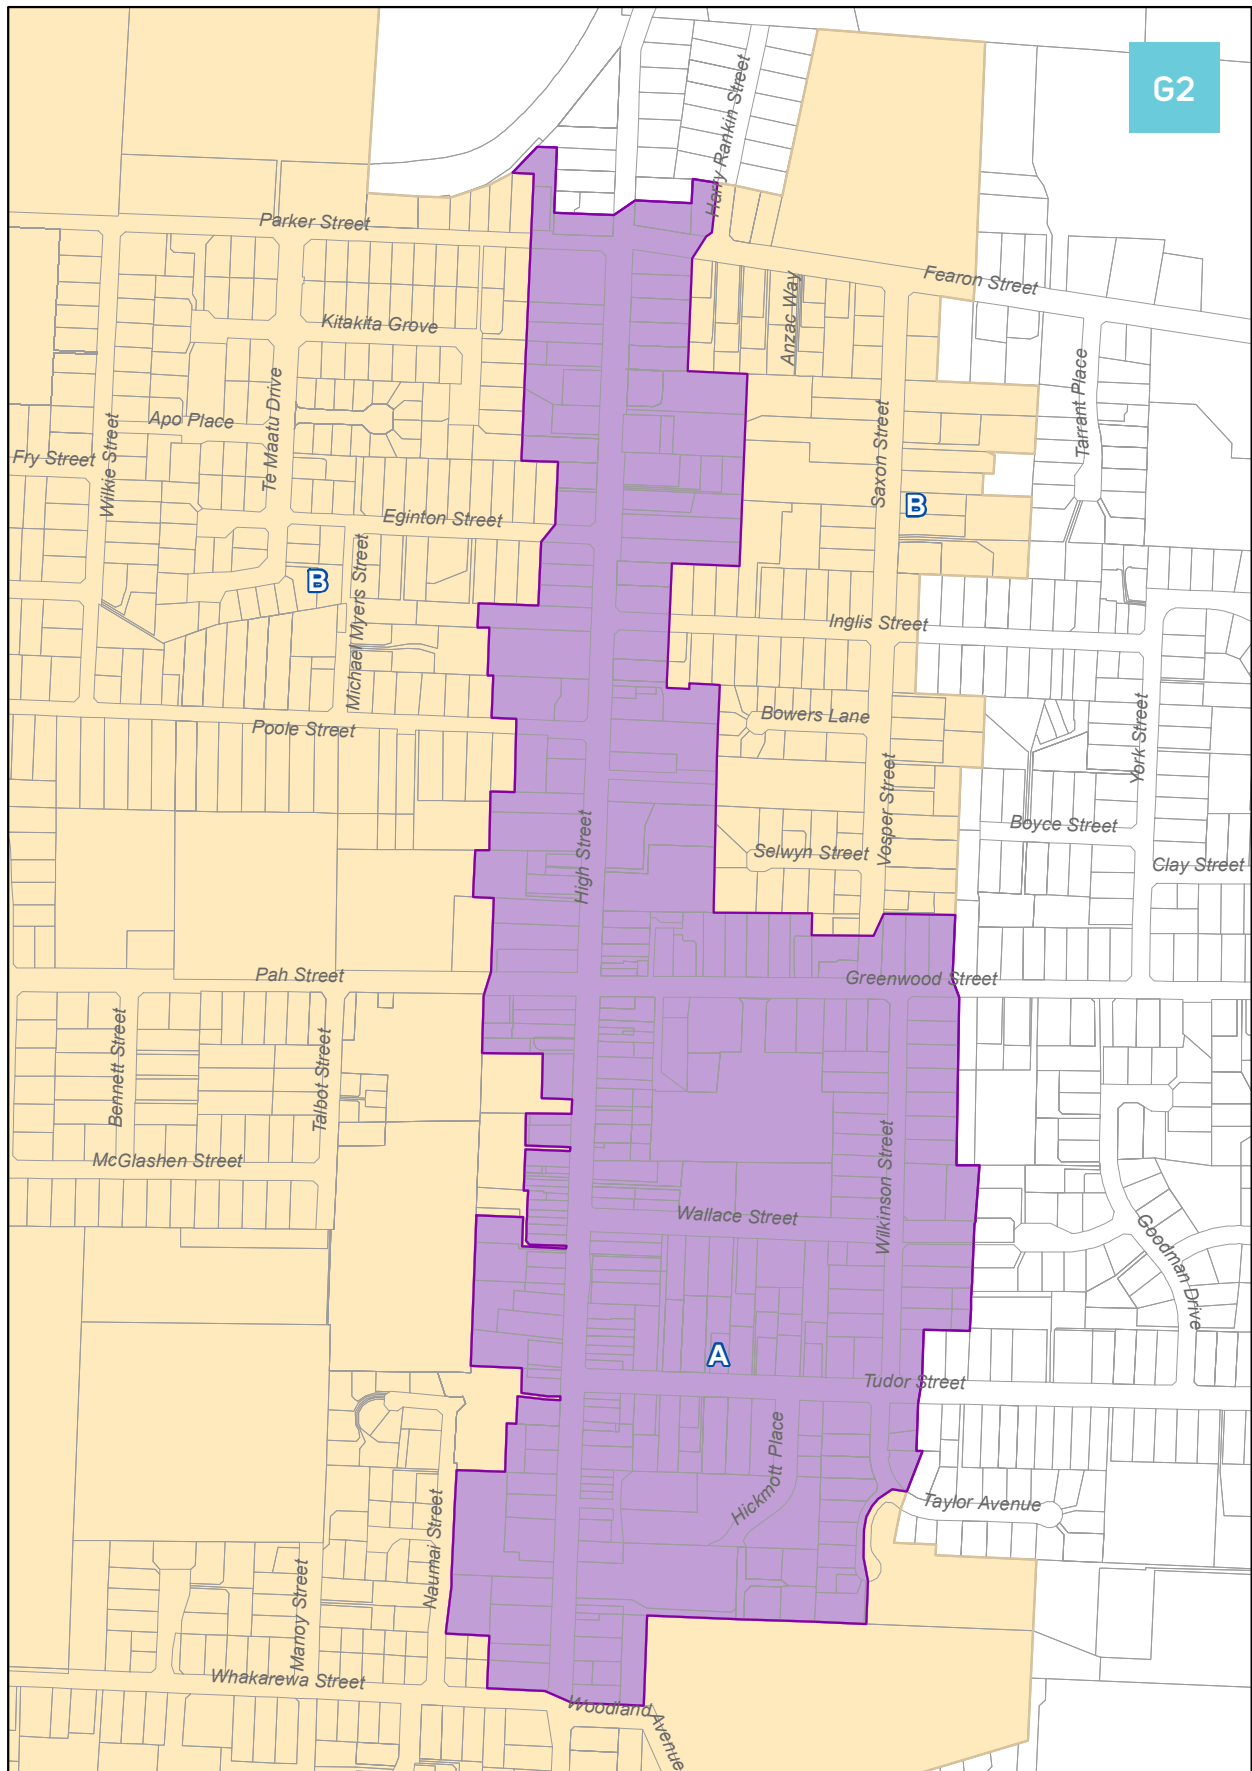 G2
Harry Rankin Street
Parker Street
Fearon Street
Anzac Way
Kitakita Grove
Tarrant Place
Te Maatu Drive
Apo Place
Wilkie Street
Saxon Street
Fry Street
B
Eginton Street
B
Michael Myers Street
Inglis Street
Bowers Lane
York Street
Poole Street
Vosper Street
High Street
Boyce Street
Selwyn Street
Clay Street
Pah Street
Greenwood Street
Bennett Street
Talbot Street
McGlashen Street
Wilkinson Street
Wallace Street
Goodman Drive
A
Tudor Street
Hickmott Place
Taylor Avenue
Naumai Street
Manoy Street
Whakarewa Street
Woodland Avenue